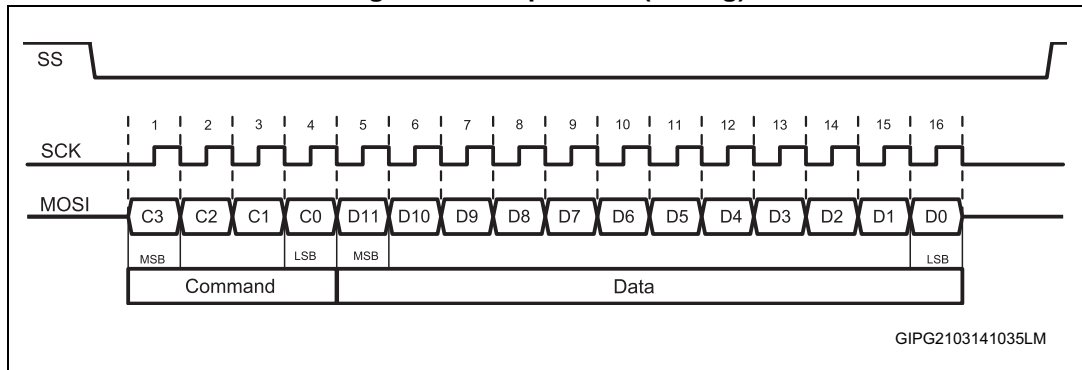 SS
1 2 3 4 5 6 7 8 9 10 11 12 13 14 15 16
SCK
MOSI
C3 C2 C1 C0 D11 D10 D9 D8 D7 D6 D5 D4 D3 D2 D1 D0
MSB LSB MSB LSB
Command Data
GIPG2103141035LM